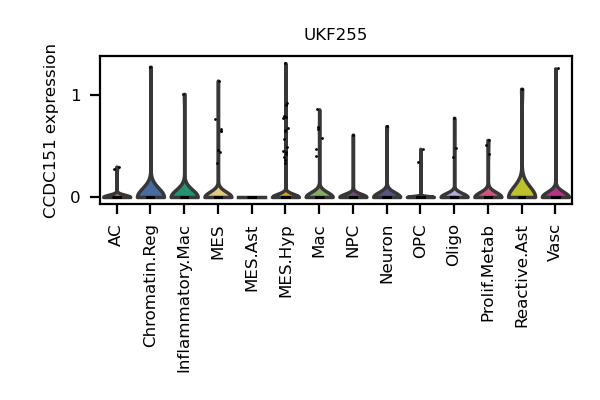 UKF255
CCDC151 expression
1
0
AC
Chromatin.Reg
Inflammatory.Mac
MES
MES.Ast
MES.Hyp
Mac
NPC
Neuron
OPC
Oligo
Prolif.Metab
Reactive.Ast
Vasc